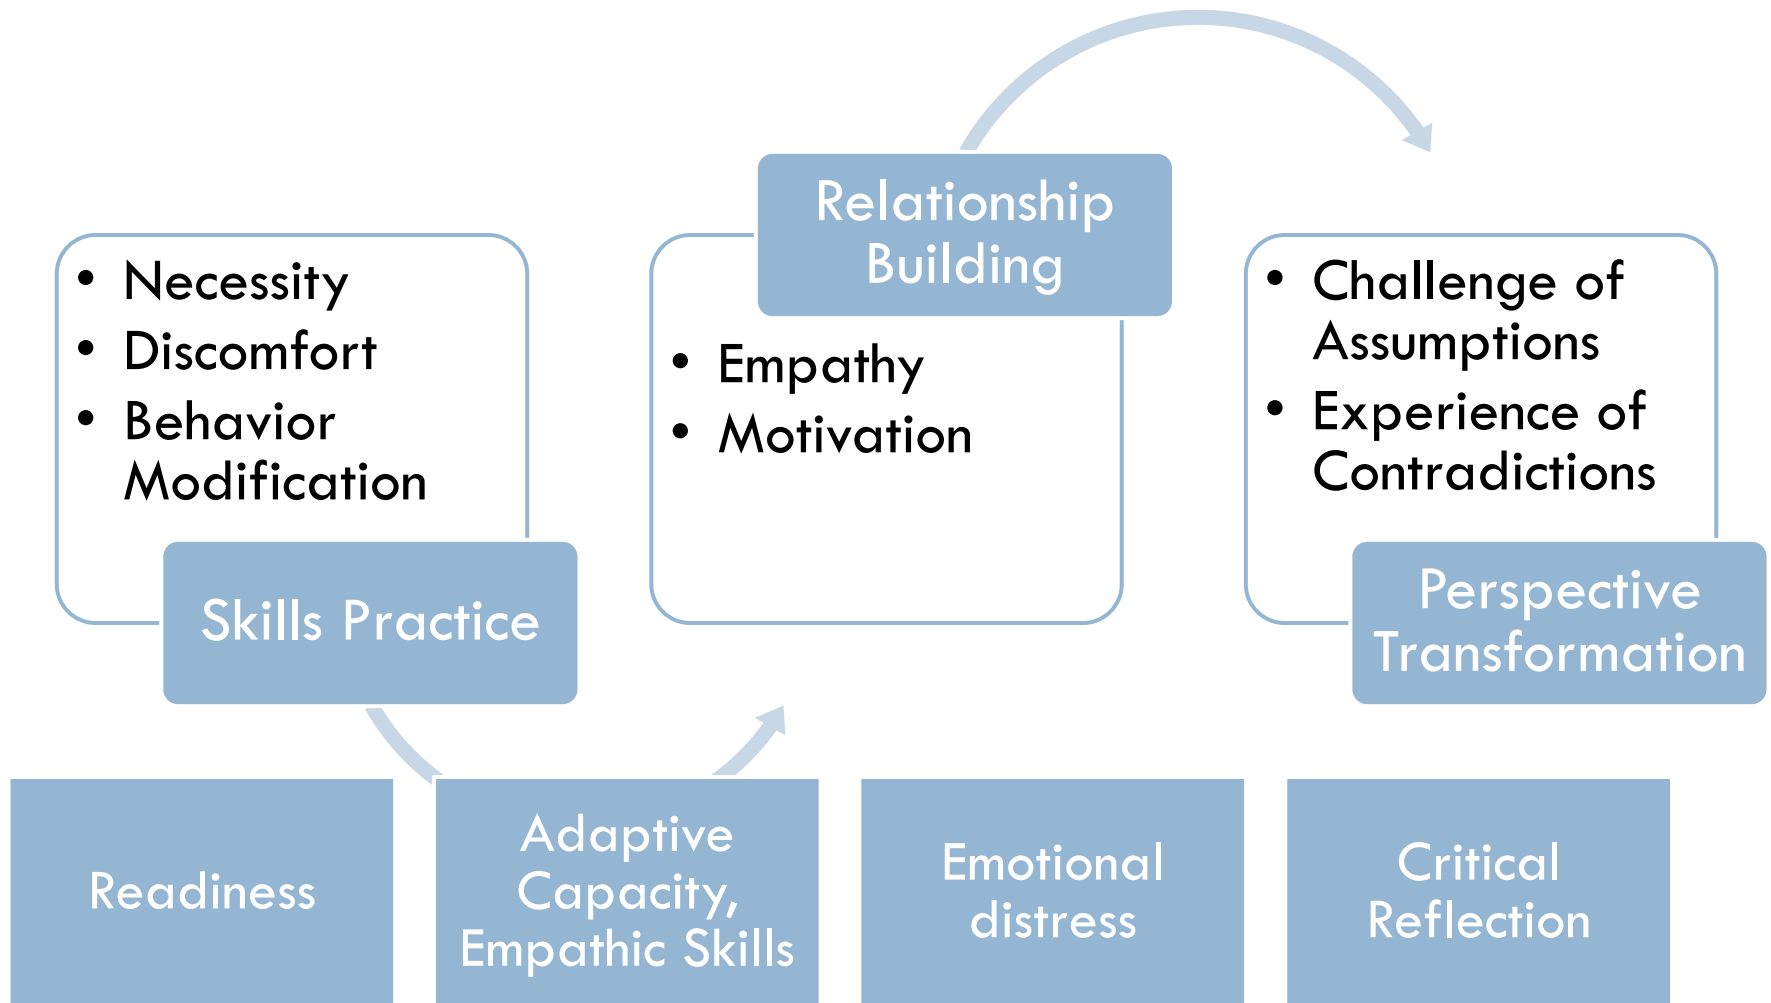 • Necessity
• Discomfort
• Behavior
Modification
Skills Practice
Relationship
Building
• Empathy
• Motivation
• Challenge of
Assumptions
• Experience of
Contradictions
Perspective
Transformation
Readiness
Adaptive
Capacity,
Empathic Skills
Emotional
distress
Critical
Reflection